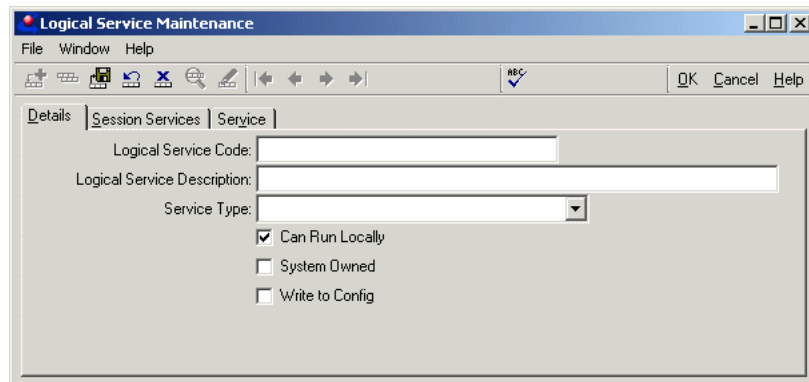 Logical Service Maintenance
File Window Help
ABC OK Cancel Help
Details Session Services Service
Logical Service Code:
Logical Service Description:
Service Type:
Can Run Locally
System Owned
Write to Config